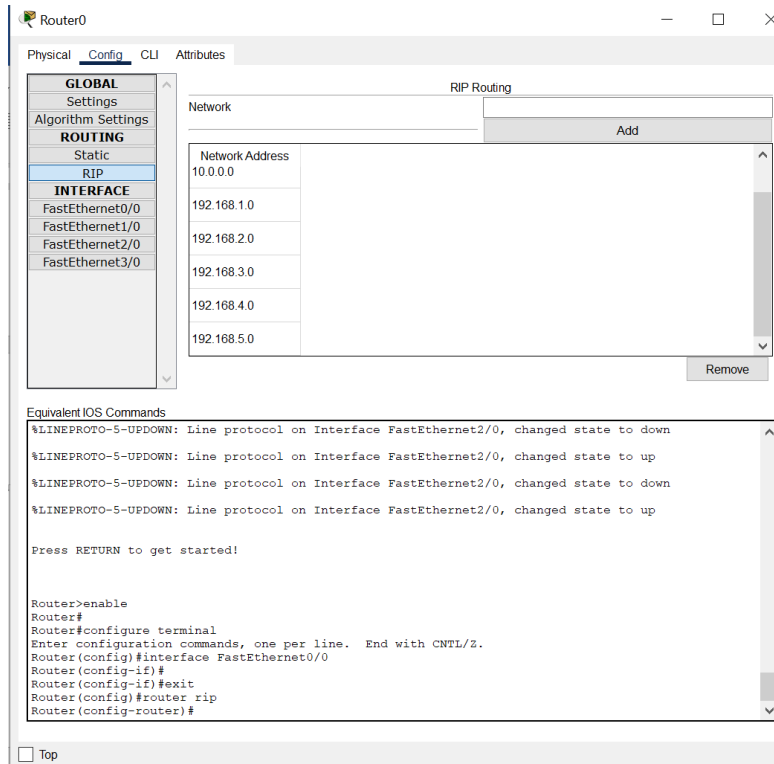 Router0
Physical Config CLI Attributes
GLOBAL
Settings
Algorithm Settings
ROUTING
Static
RIP
INTERFACE
FastEthernet0/0
FastEthernet1/0
FastEthernet2/0
FastEthernet3/0
RIP Routing
Network
Add
Network Address
10.0.0.0
192.168.1.0
192.168.2.0
192.168.3.0
192.168.4.0
192.168.5.0
Remove
Equivalent IOS Commands
%LINEPROTO-5-UPDOWN: Line protocol on Interface FastEthernet2/0, changed state to down
%LINEPROTO-5-UPDOWN: Line protocol on Interface FastEthernet2/0, changed state to up
%LINEPROTO-5-UPDOWN: Line protocol on Interface FastEthernet2/0, changed state to down
%LINEPROTO-5-UPDOWN: Line protocol on Interface FastEthernet2/0, changed state to up
Press RETURN to get started!
Router>enable
Router#
Router#configure terminal
Enter configuration commands, one per line.  End with CNTL/Z.
Router(config)#interface FastEthernet0/0
Router(config-if)#
Router(config-if)#exit
Router(config)#router rip
Router(config-router)#
Top